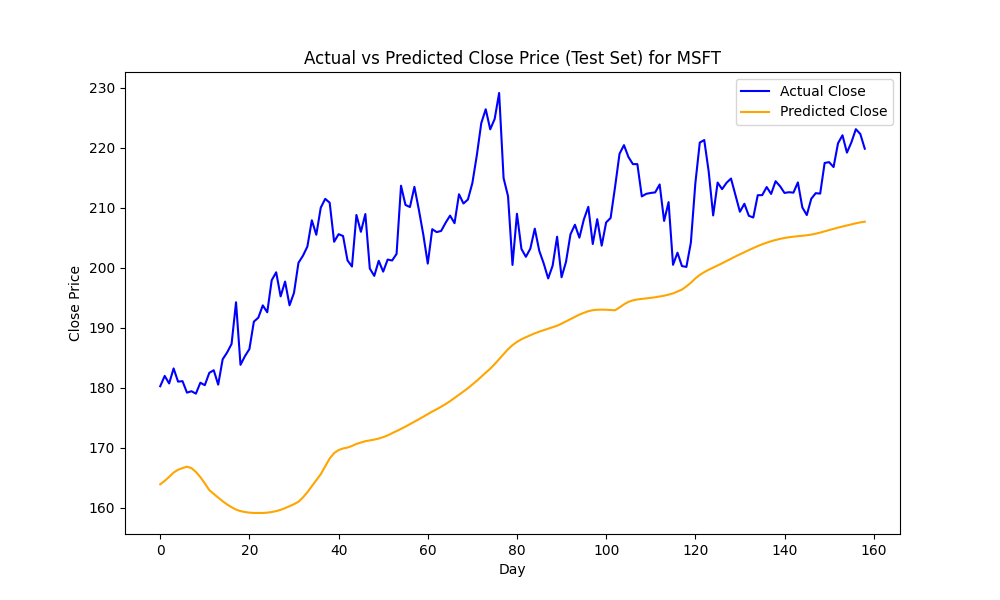 Actual vs Predicted Close Price (Test Set) for MSFT
Actual Close
Predicted Close
230
220
210
200
190
180
170
160
Close Price
0 20 40 60 80 100 120 140 160
Day